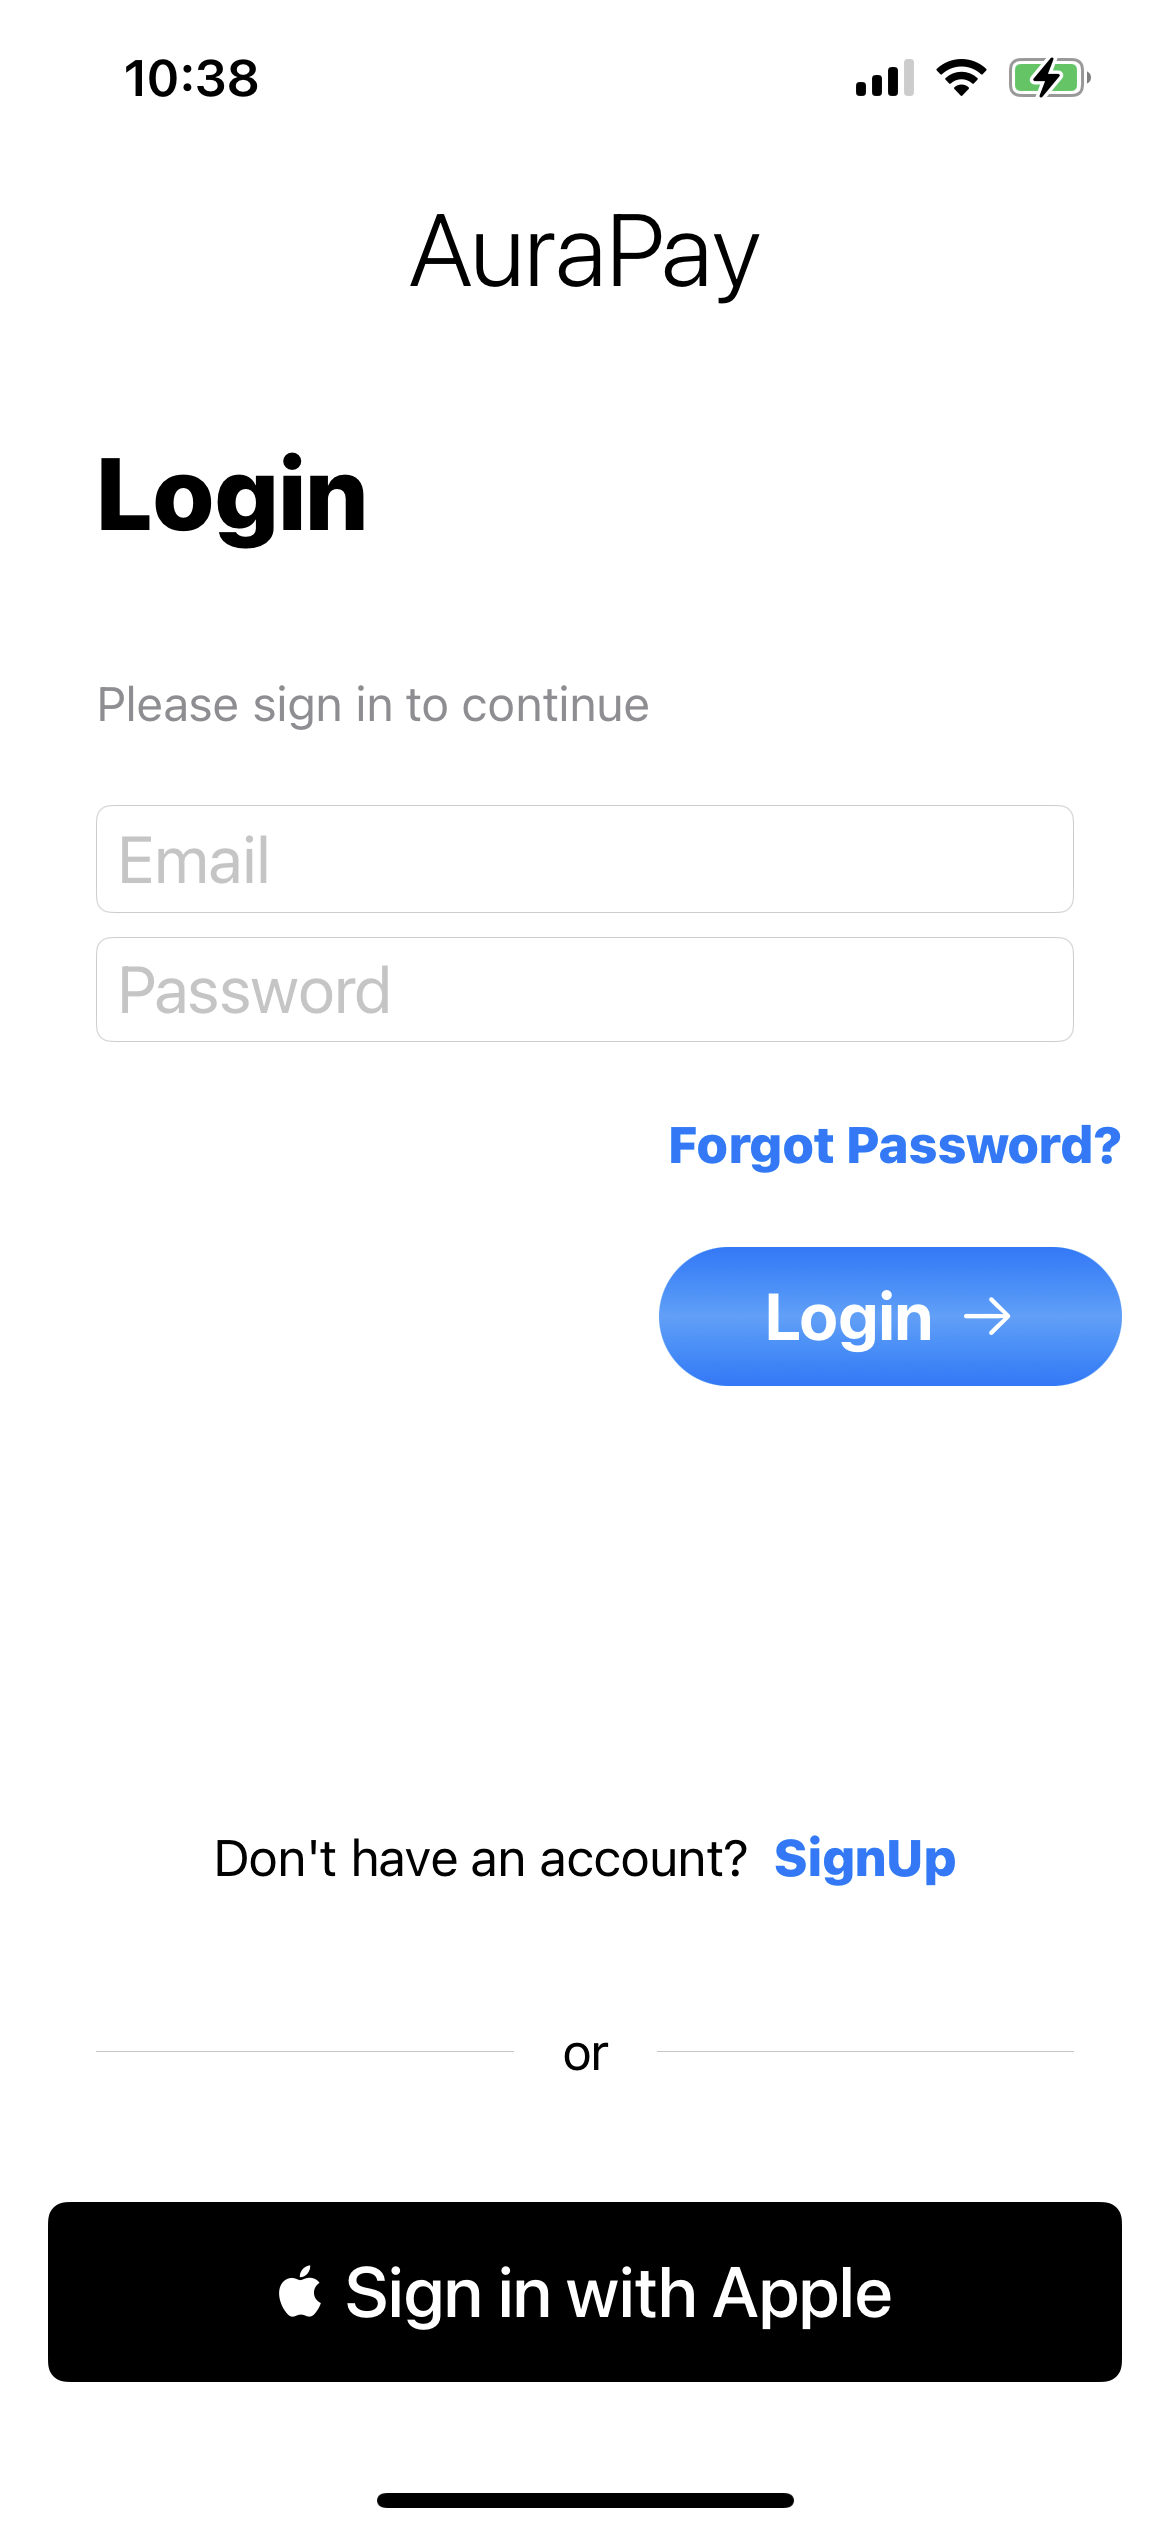 10:38
AuraPay
Login
Please sign in to continue
Email
Password
Forgot Password?
Login →
Don't have an account? SignUp
or
Sign in with Apple